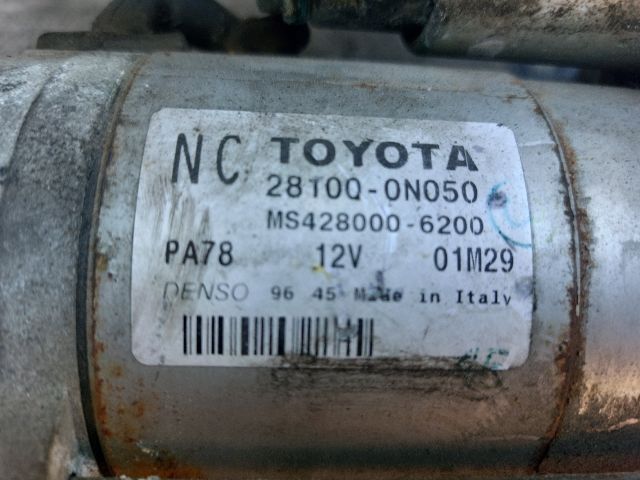 NC TOYOTA
28100-0N050
MS428000-6200
PA78 12V 01M29
DENSO 96 45 Made in Italy